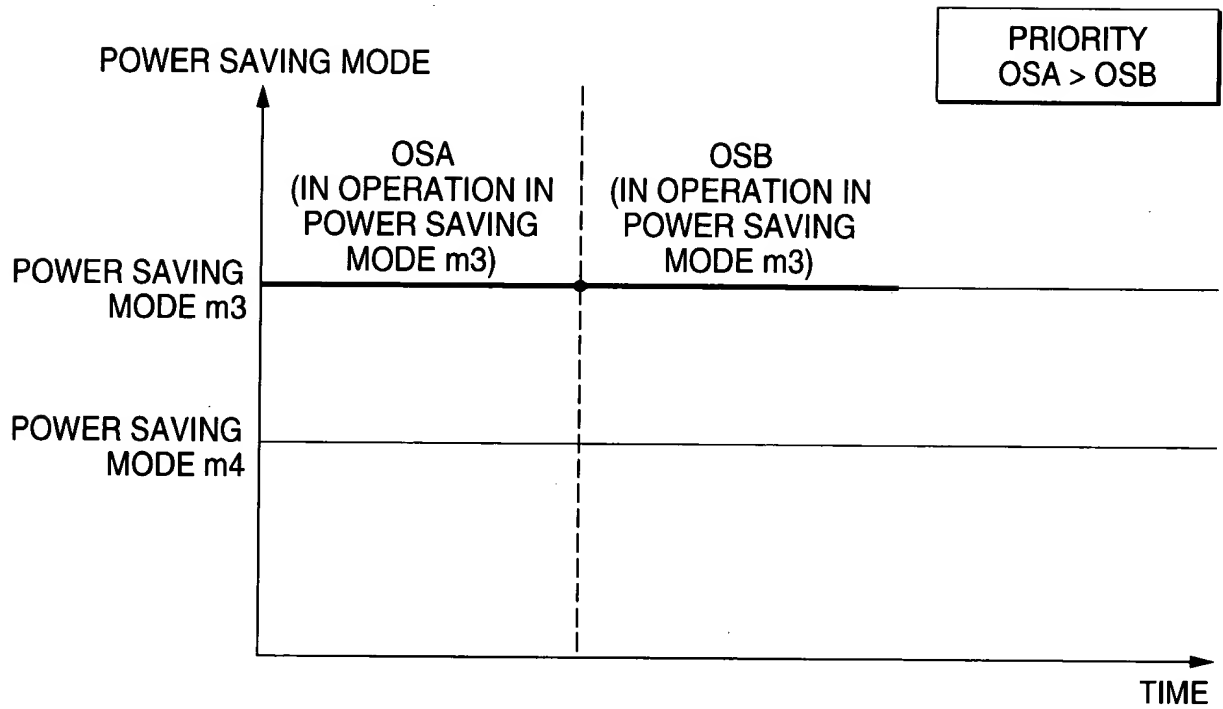 PRIORITY
OSA > OSB
POWER SAVING MODE
OSA
(IN OPERATION IN
POWER SAVING
MODE m3)
OSB
(IN OPERATION IN
POWER SAVING
MODE m3)
POWER SAVING
MODE m3
POWER SAVING
MODE m4
TIME